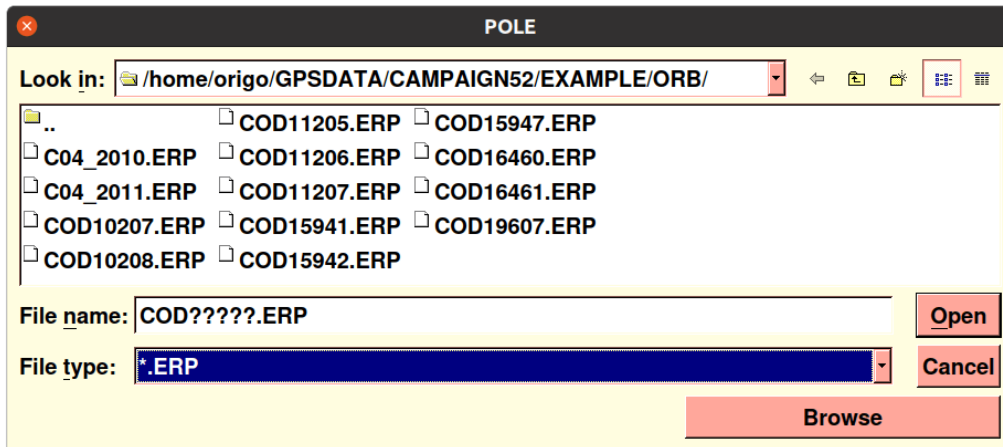 POLE
Look in: /home/origo/GPSDATA/CAMPAIGN52/EXAMPLE/ORB/
.. COD11205.ERP COD15947.ERP
C04_2010.ERP COD11206.ERP COD16460.ERP
C04_2011.ERP COD11207.ERP COD16461.ERP
COD10207.ERP COD15941.ERP COD19607.ERP
COD10208.ERP COD15942.ERP
File name: COD?????.ERP Open
File type: *.ERP Cancel
Browse